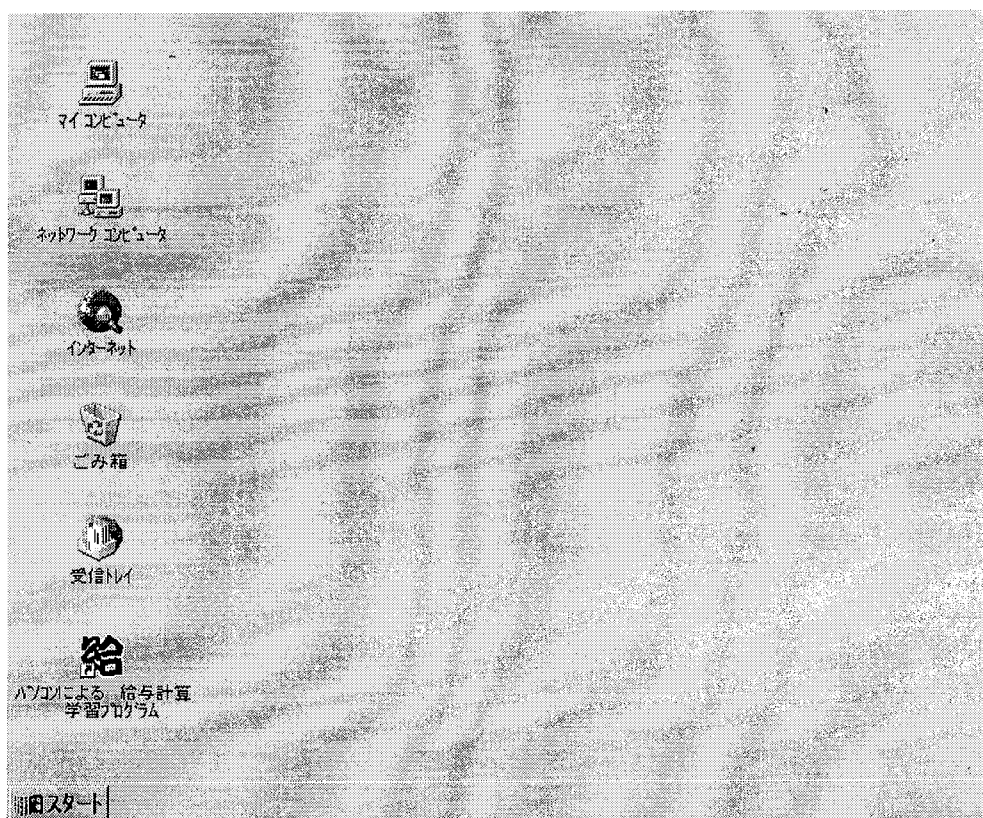 マイ コンピュータ
ネットワーク コンピュータ
インターネット
ごみ箱
受信トレイ
給
パソコンによる 給与計算
学習プログラム
スタート